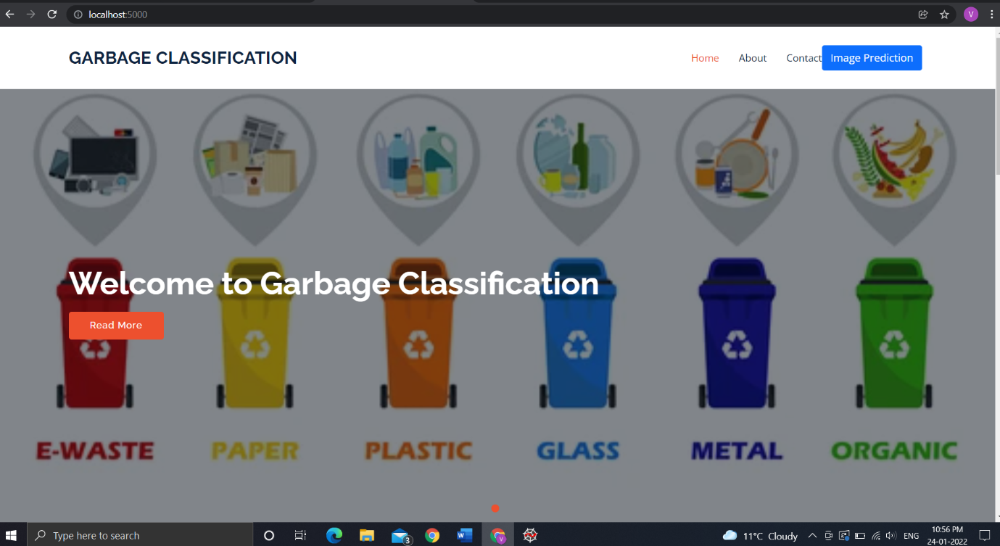 localhost:5000
V
GARBAGE CLASSIFICATION
Home
About
Contact
Image Prediction
Welcome to Garbage Classification
Read More
E-WASTE
PAPER
PLASTIC
GLASS
METAL
ORGANIC
Type here to search
3
W
V
11°C Cloudy
ENG
10:56 PM
24-01-2022